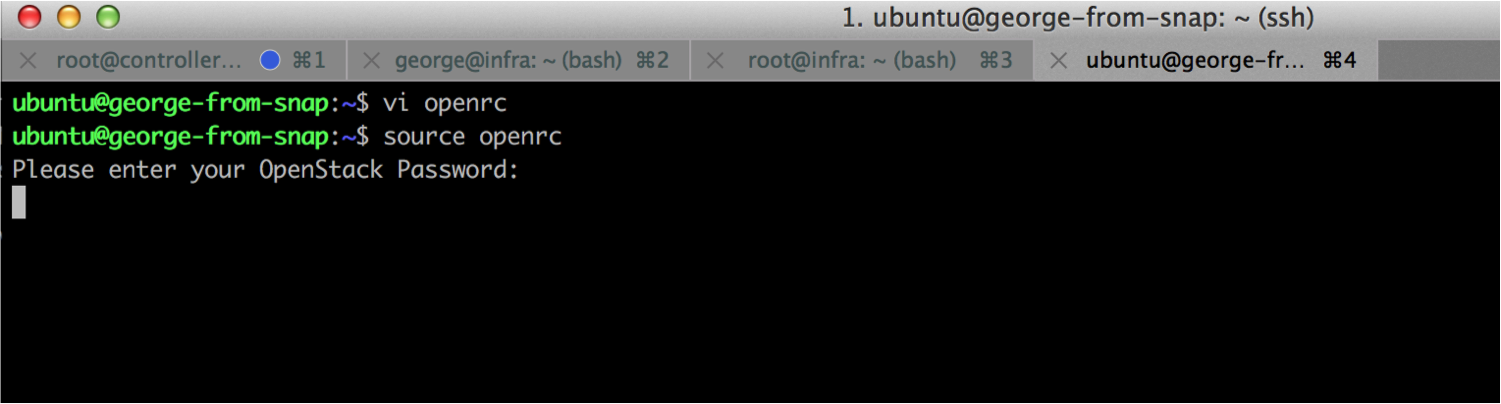 1. ubuntu@george-from-snap: ~ (ssh)
root@controller... ⌘1 george@infra: ~ (bash) ⌘2 root@infra: ~ (bash) ⌘3 ubuntu@george-fr... ⌘4
ubuntu@george-from-snap:~$ vi openrc
ubuntu@george-from-snap:~$ source openrc
Please enter your OpenStack Password: